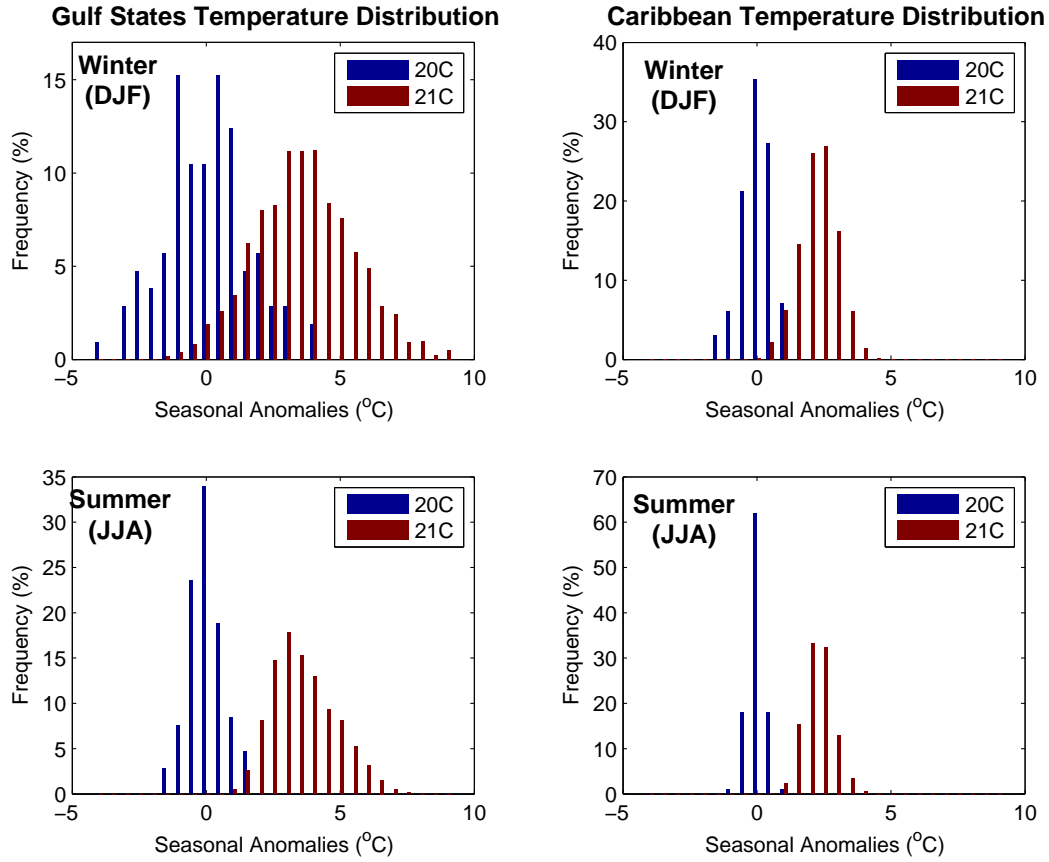 Gulf States Temperature Distribution
Winter
(DJF)
20C
21C
15
10
5
0
Frequency (%)
−5
0
5
10
Seasonal Anomalies (°C)
Caribbean Temperature Distribution
Winter
(DJF)
20C
21C
40
30
20
10
0
Frequency (%)
−5
0
5
10
Seasonal Anomalies (°C)
Summer
(JJA)
20C
21C
35
30
25
20
15
10
5
0
Frequency (%)
−5
0
5
10
Seasonal Anomalies (°C)
Summer
(JJA)
20C
21C
70
60
50
40
30
20
10
0
Frequency (%)
−5
0
5
10
Seasonal Anomalies (°C)